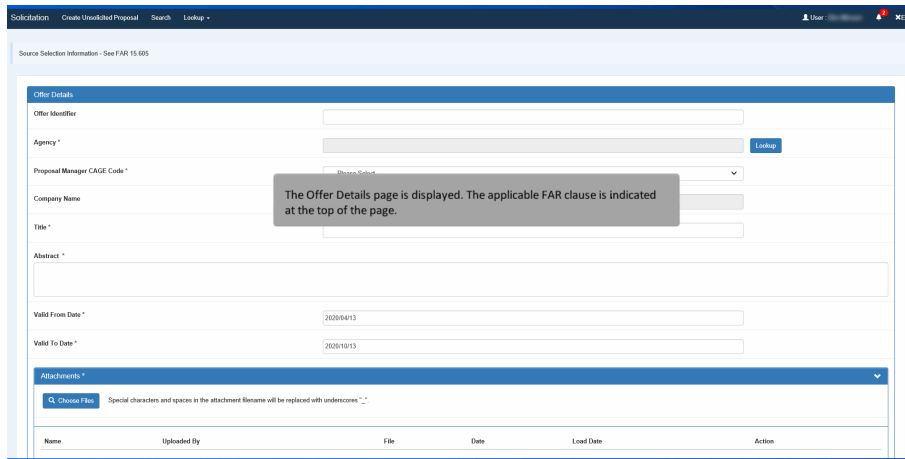 Solicitation Create Unsolicited Proposal Search Lookup User : 2
Source Selection Information - See FAR 15.605
Offer Details
Offer Identifier
Agency *
Lookup
Proposal Manager CAGE Code *
Please Select
Company Name
The Offer Details page is displayed. The applicable FAR clause is indicated
at the top of the page.
Title *
Abstract *
Valid From Date *
2020/04/13
Valid To Date *
2020/10/13
Attachments *
Choose Files Special characters and spaces in the attachment filename will be replaced with underscores "_".
Name Uploaded By File Date Load Date Action